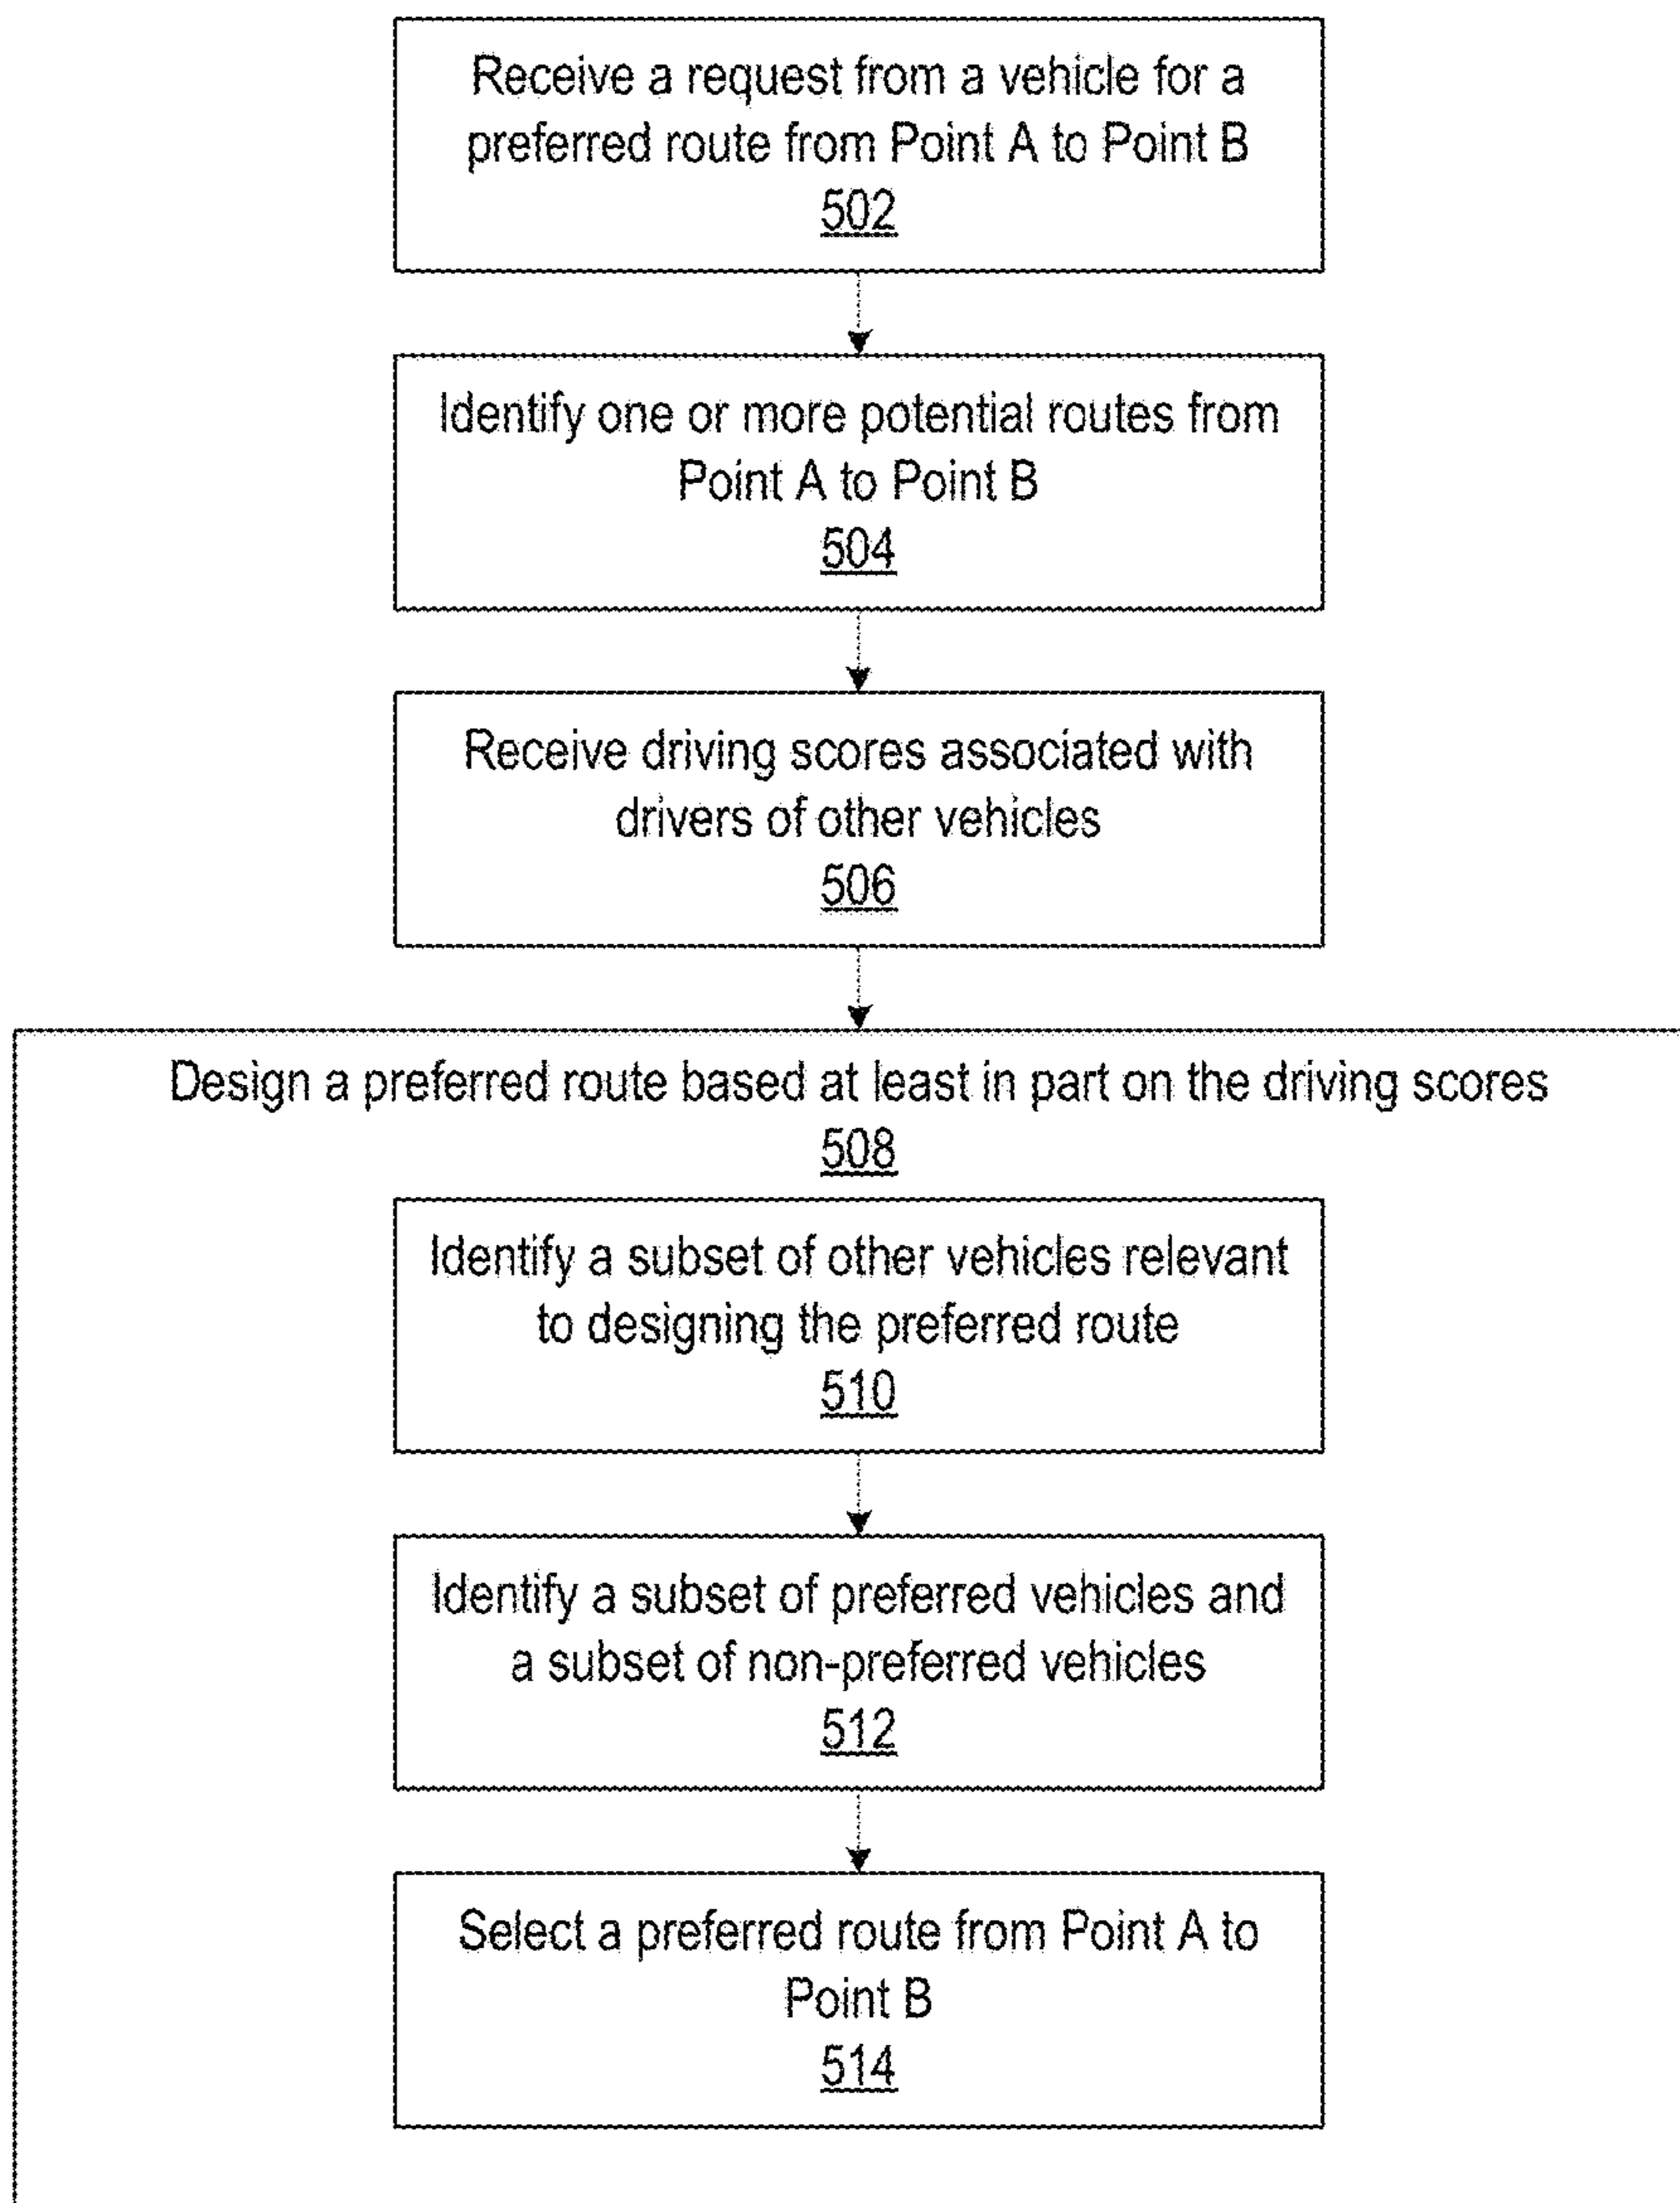 Receive a request from a vehicle for a
preferred route from Point A to Point B
502
Identify one or more potential routes from
Point A to Point B
504
Receive driving scores associated with
drivers of other vehicles
506
Design a preferred route based at least in part on the driving scores
508
Identify a subset of other vehicles relevant
to designing the preferred route
510
Identify a subset of preferred vehicles and
a subset of non-preferred vehicles
512
Select a preferred route from Point A to
Point B
514